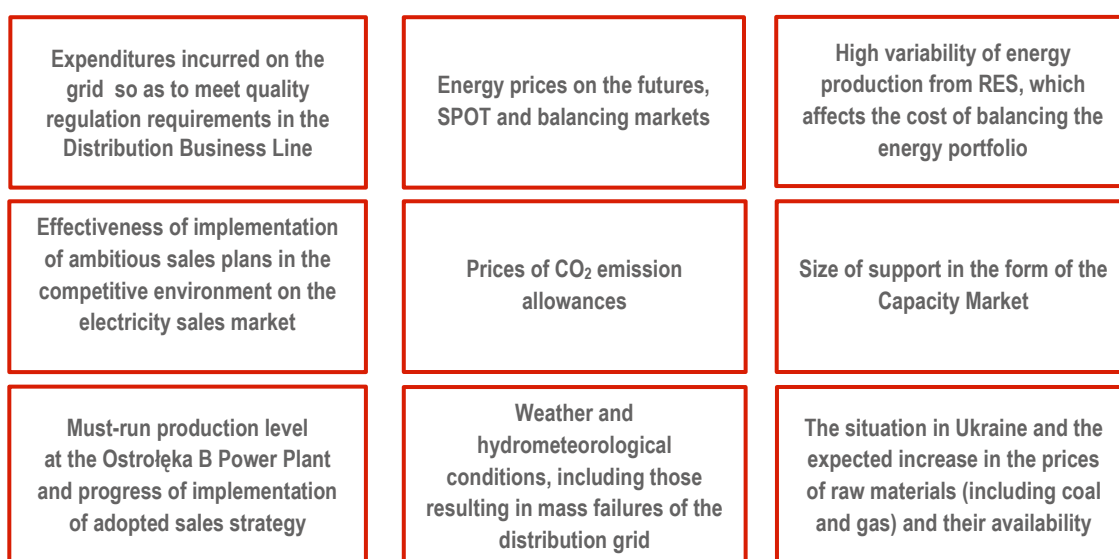 Expenditures incurred on the
grid so as to meet quality
regulation requirements in the
Distribution Business Line
Energy prices on the futures,
SPOT and balancing markets
High variability of energy
production from RES, which
affects the cost of balancing the
energy portfolio
Effectiveness of implementation
of ambitious sales plans in the
competitive environment on the
electricity sales market
Prices of CO₂ emission
allowances
Size of support in the form of the
Capacity Market
Must-run production level
at the Ostrołęka B Power Plant
and progress of implementation
of adopted sales strategy
Weather and
hydrometeorological
conditions, including those
resulting in mass failures of the
distribution grid
The situation in Ukraine and the
expected increase in the prices
of raw materials (including coal
and gas) and their availability